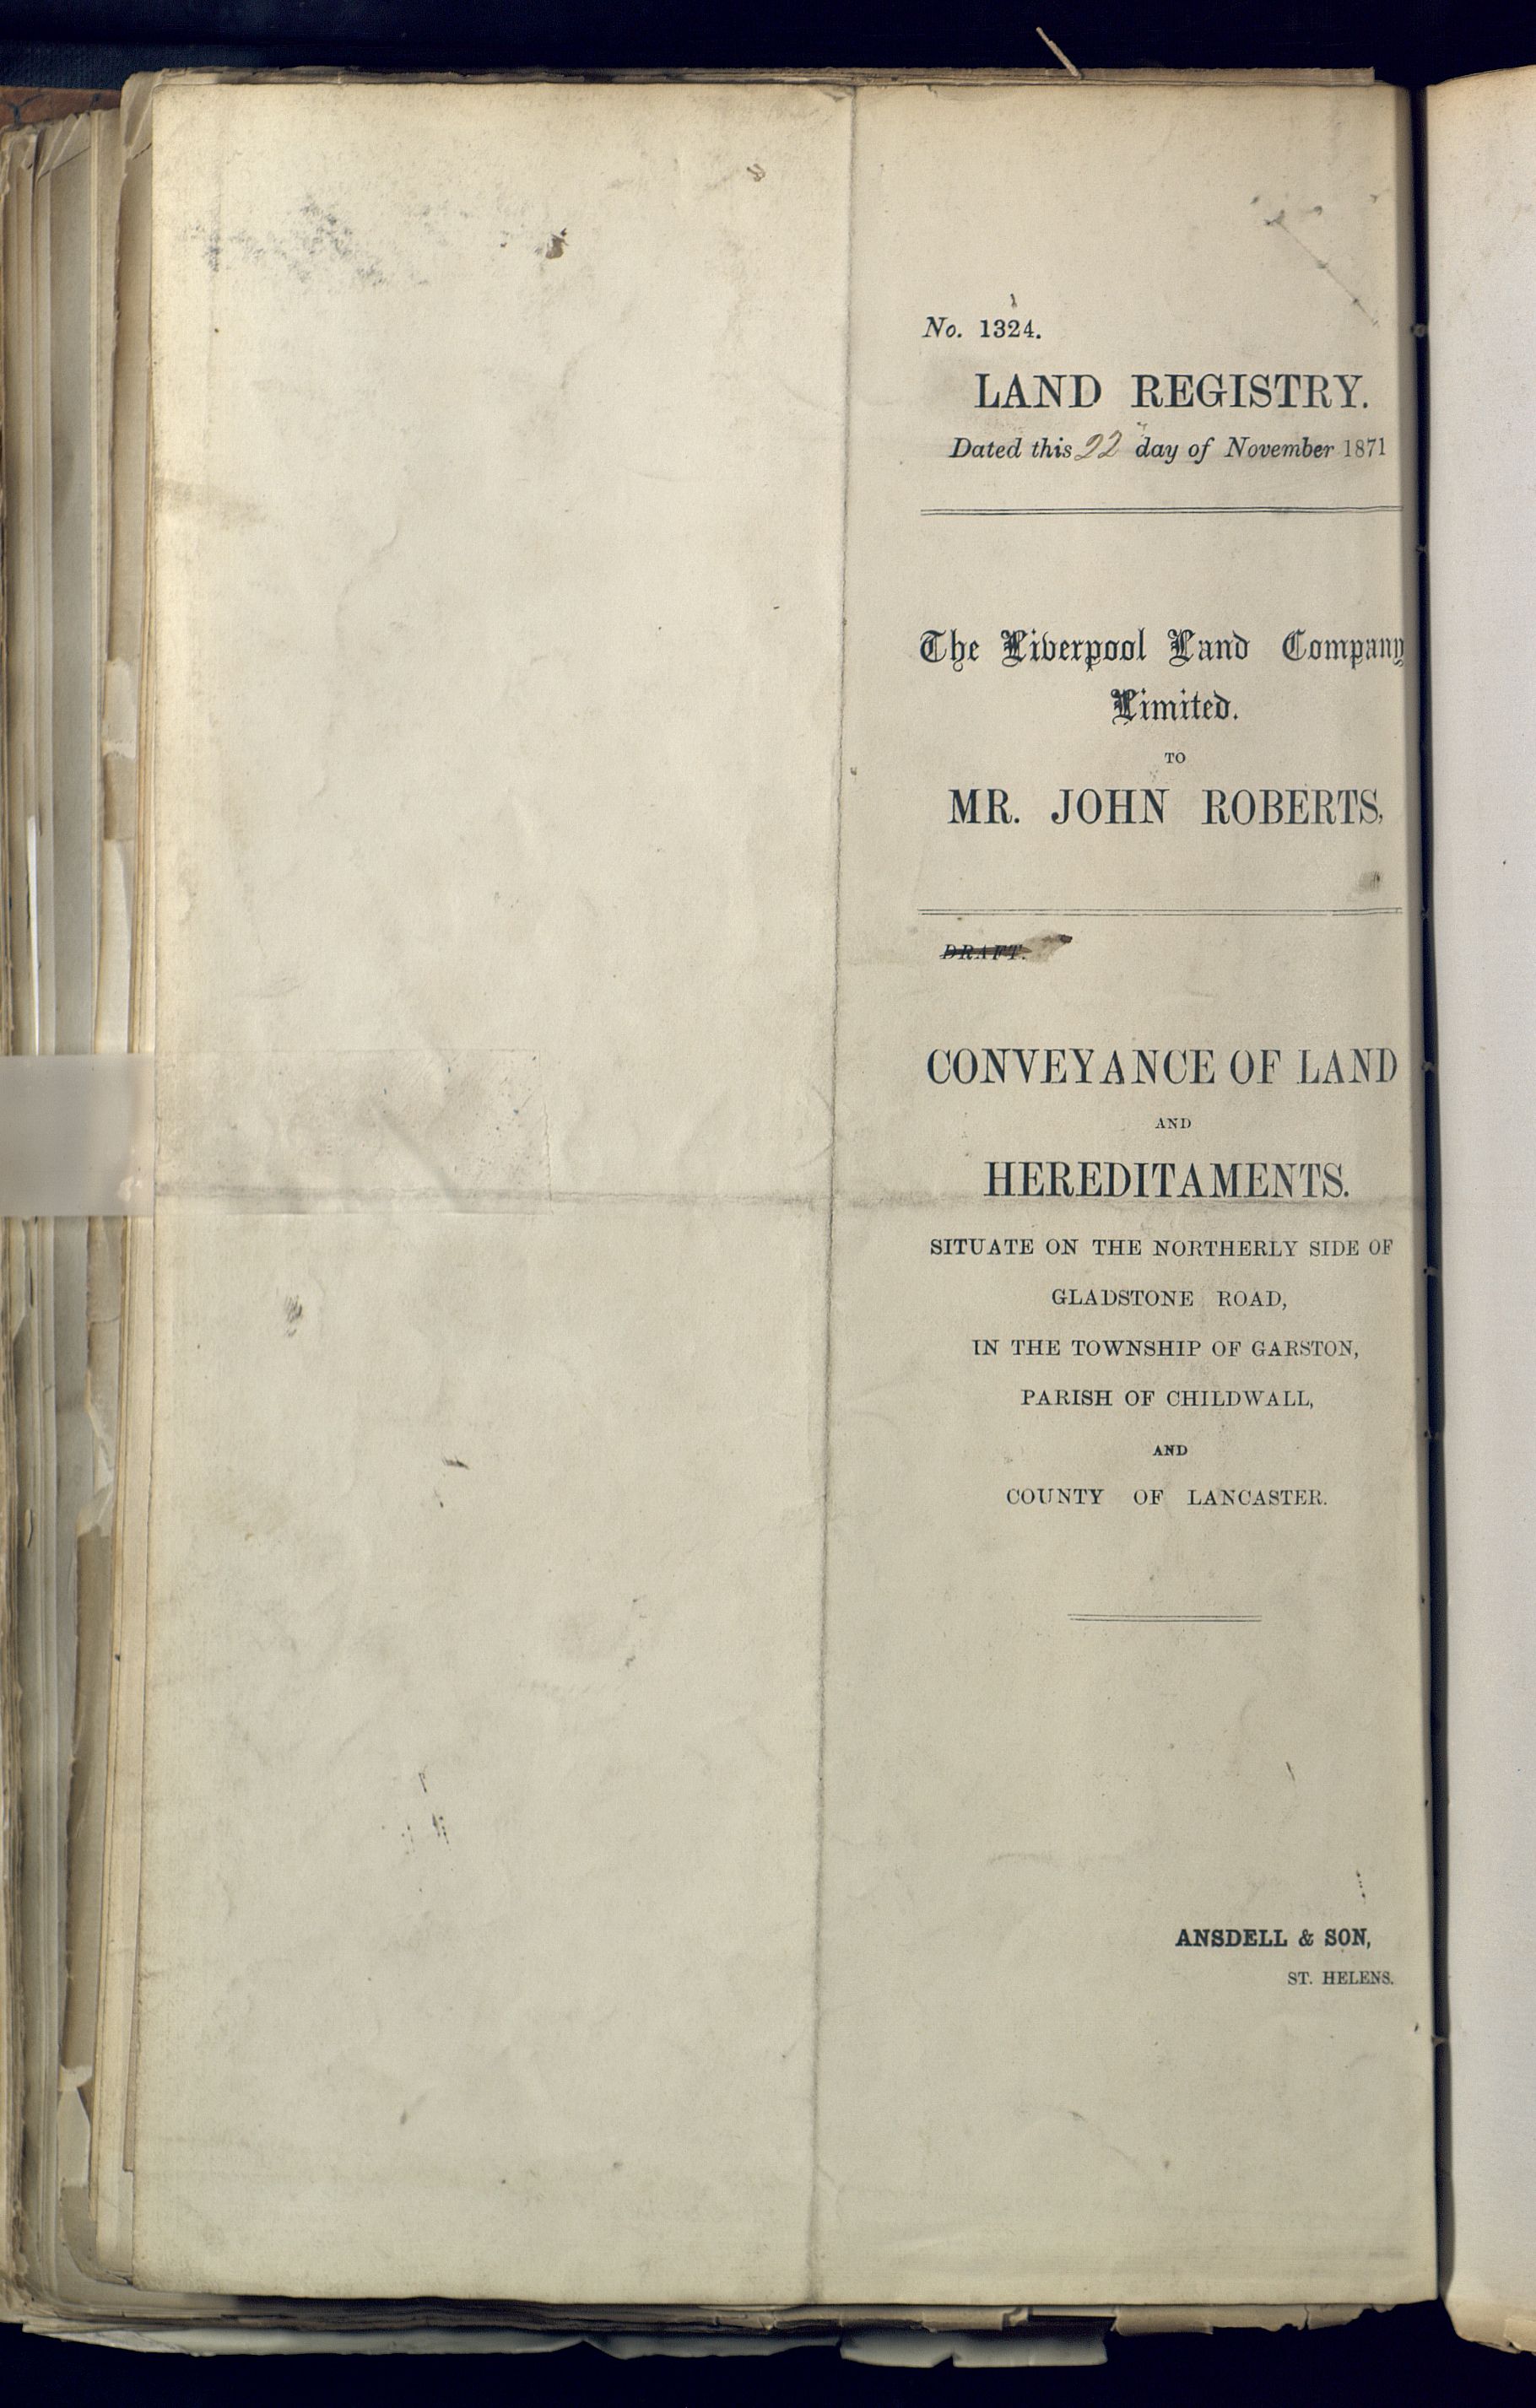 No. 1324.
LAND REGISTRY.
Dated this 22 day of November 1871
The Liverpool Land Company
Limited.
TO
MR. JOHN ROBERTS,
DRAFT.
CONVEYANCE OF LAND
AND
HEREDITAMENTS.
SITUATE ON THE NORTHERLY SIDE OF
GLADSTONE ROAD,
IN THE TOWNSHIP OF GARSTON,
PARISH OF CHILDWALL,
AND
COUNTY OF LANCASTER.
ANSDELL & SON,
ST. HELENS.